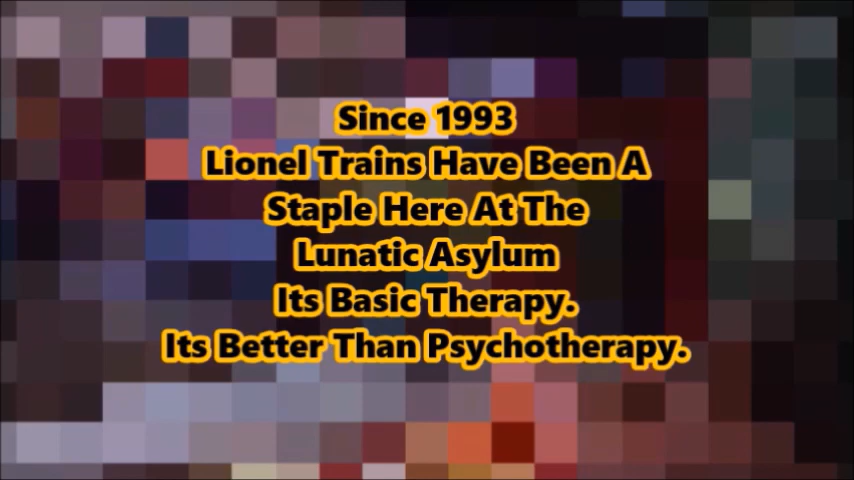 Since 1993
Lionel Trains Have Been A
Staple Here At The
Lunatic Asylum
Its Basic Therapy.
Its Better Than Psychotherapy.